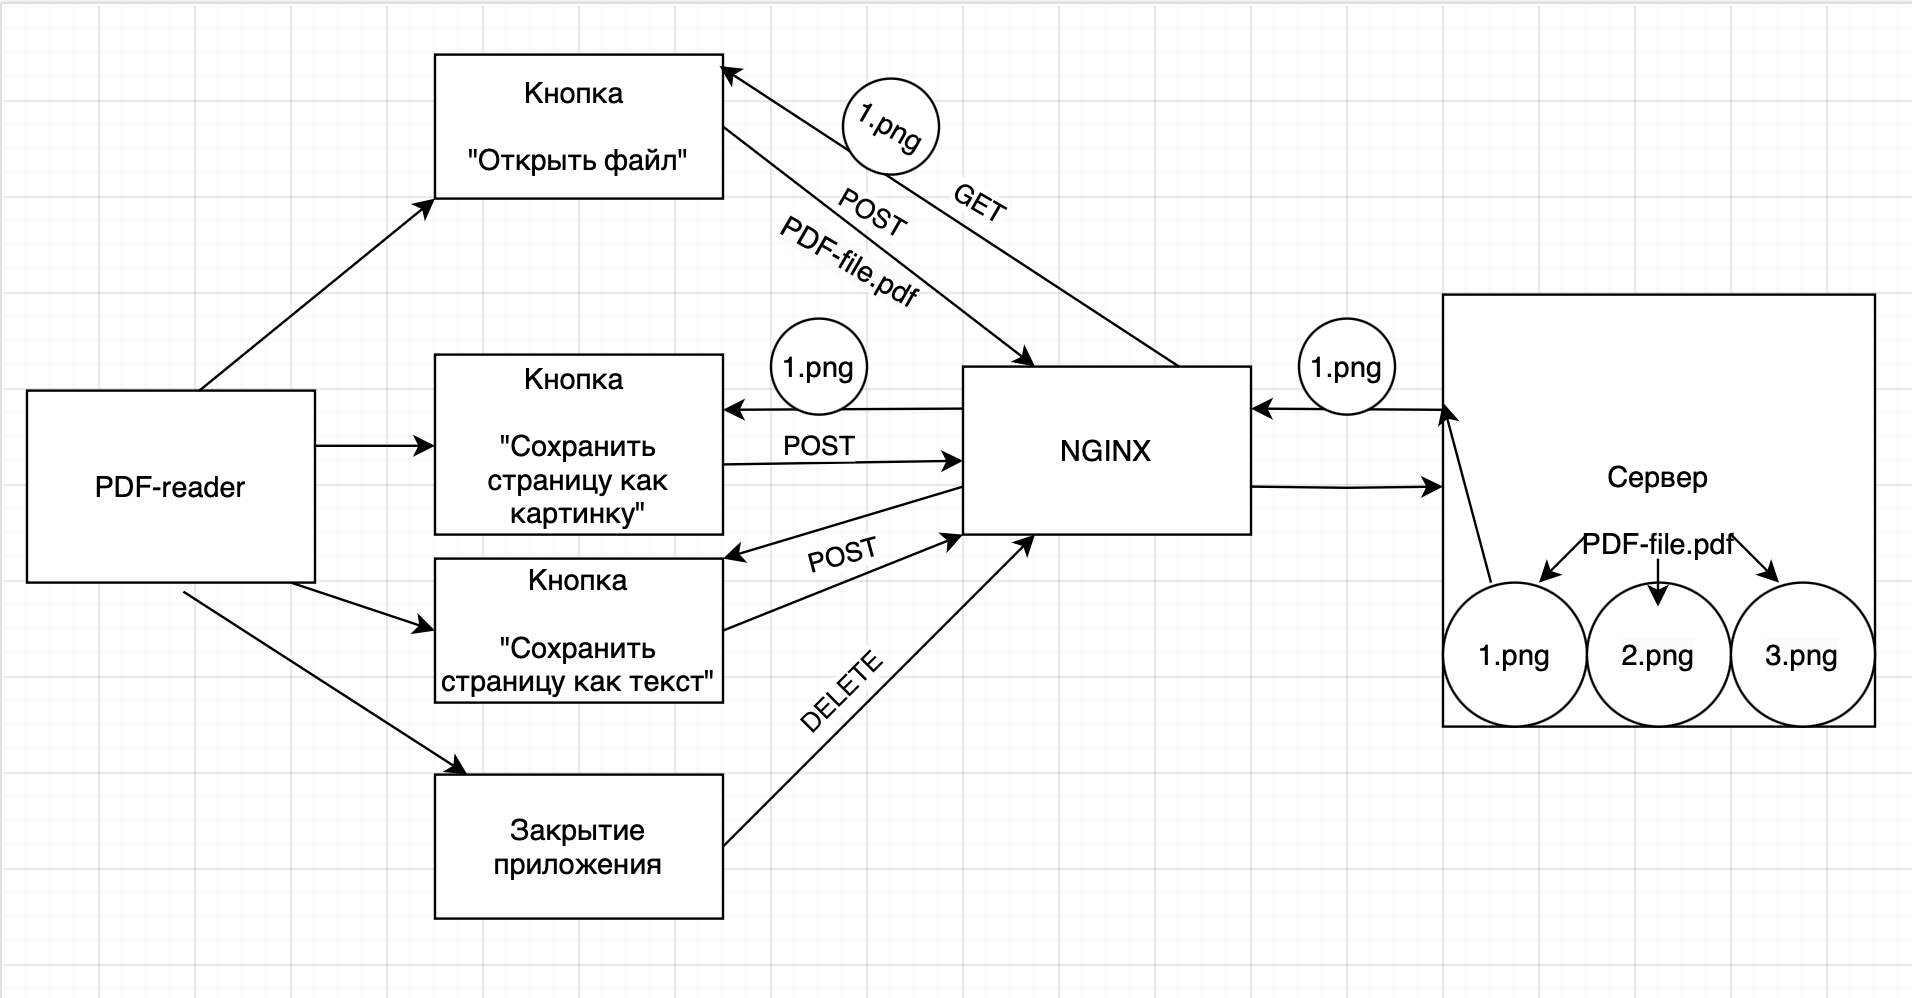 Кнопка
"Открыть файл"
1.png
GET
POST
PDF-file.pdf
PDF-reader
Кнопка
"Сохранить
страницу как
картинку"
1.png
POST
NGINX
1.png
Кнопка
"Сохранить
страницу как текст"
POST
Закрытие
приложения
DELETE
Сервер
PDF-file.pdf
1.png
2.png
3.png